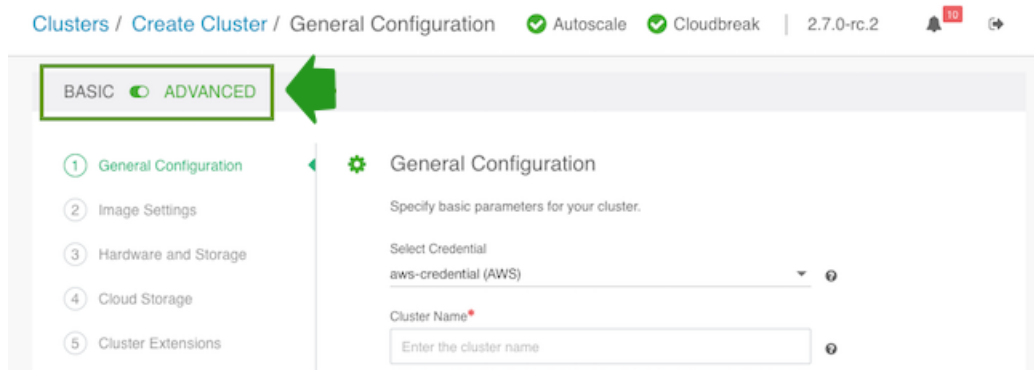 Clusters / Create Cluster / General Configuration Autoscale Cloudbreak 2.7.0-rc.2 10
BASIC ADVANCED
1 General Configuration
2 Image Settings
3 Hardware and Storage
4 Cloud Storage
5 Cluster Extensions
General Configuration
Specify basic parameters for your cluster.
Select Credential
aws-credential (AWS)
Cluster Name*
Enter the cluster name